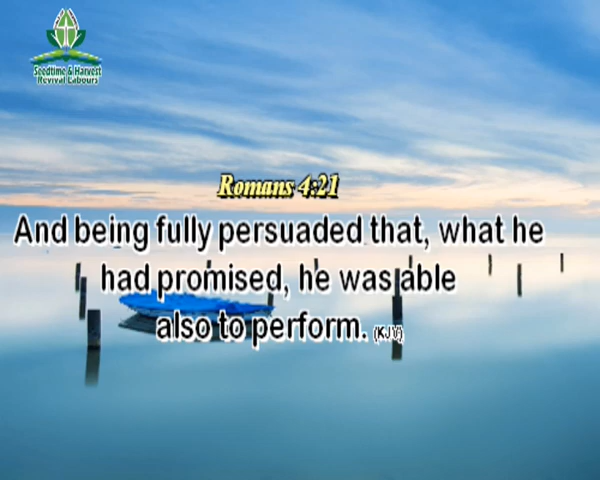 Seedtime & Harvest
Revival Labours
Romans 4:21
And being fully persuaded that, what he
had promised, he was able
also to perform. (KJV)